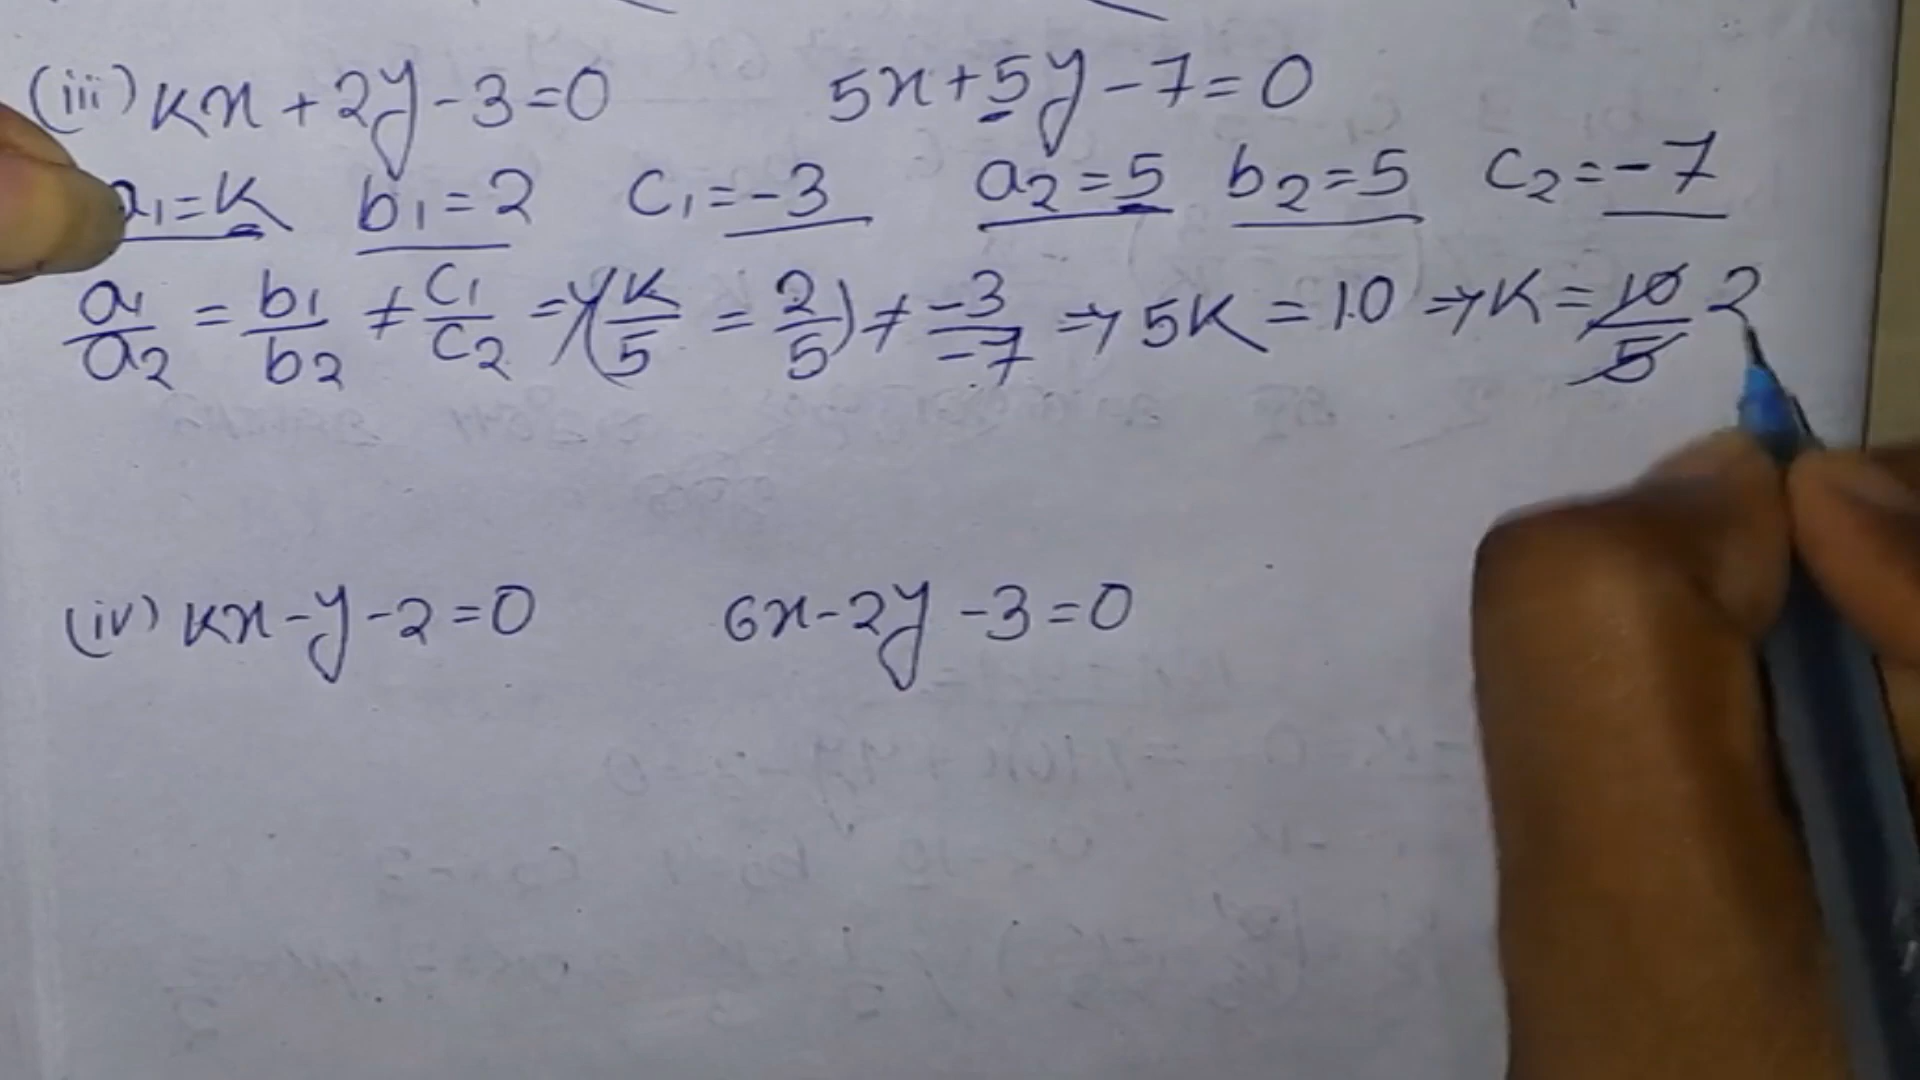 (iii) Kx + 2y - 3 = 0 5x + 5y - 7 = 0
a1 = K b1 = 2 C1 = -3 a2 = 5 b2 = 5 C2 = -7
a1/a2 = b1/b2 ≠ C1/C2 => (K/5 = 2/5) ≠ -3/-7 => 5K = 10 => K = 10/5 2
(iv) Kx - y - 2 = 0 6x - 2y - 3 = 0